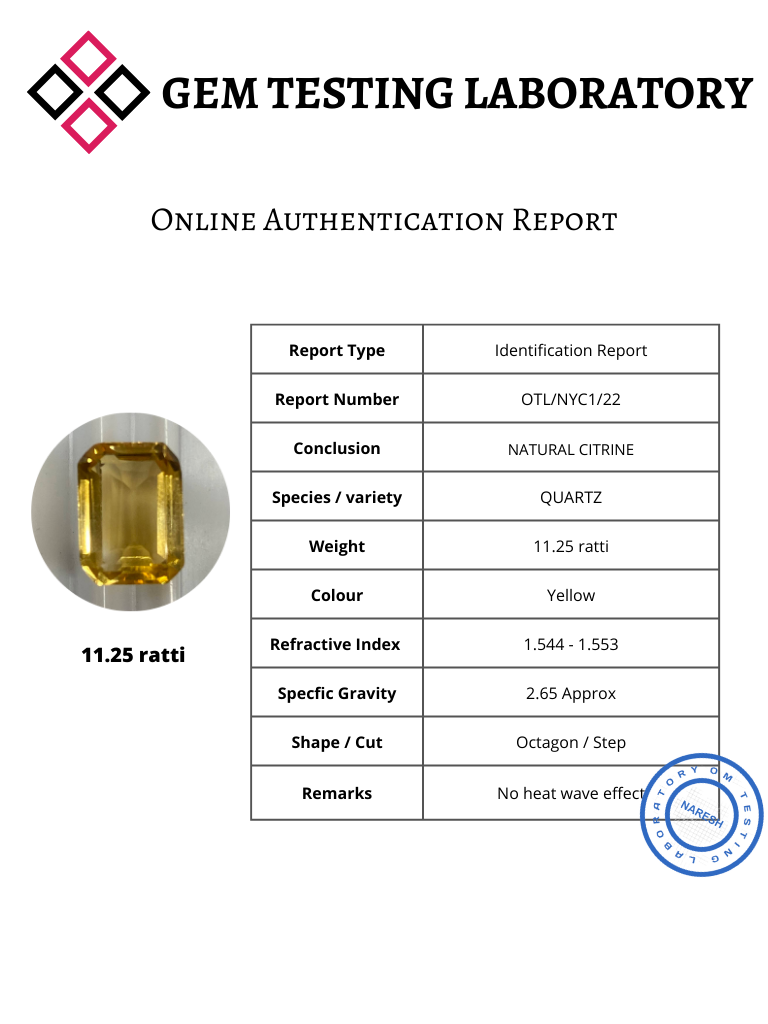 GEM TESTING LABORATORY
Online Authentication Report
Report Type Identification Report
Report Number OTL/NYC1/22
Conclusion NATURAL CITRINE
Species / variety QUARTZ
Weight 11.25 ratti
Colour Yellow
Refractive Index 1.544 - 1.553
Specfic Gravity 2.65 Approx
Shape / Cut Octagon / Step
Remarks No heat wave effect
11.25 ratti
OM TESTING LABORATORY
NARESH